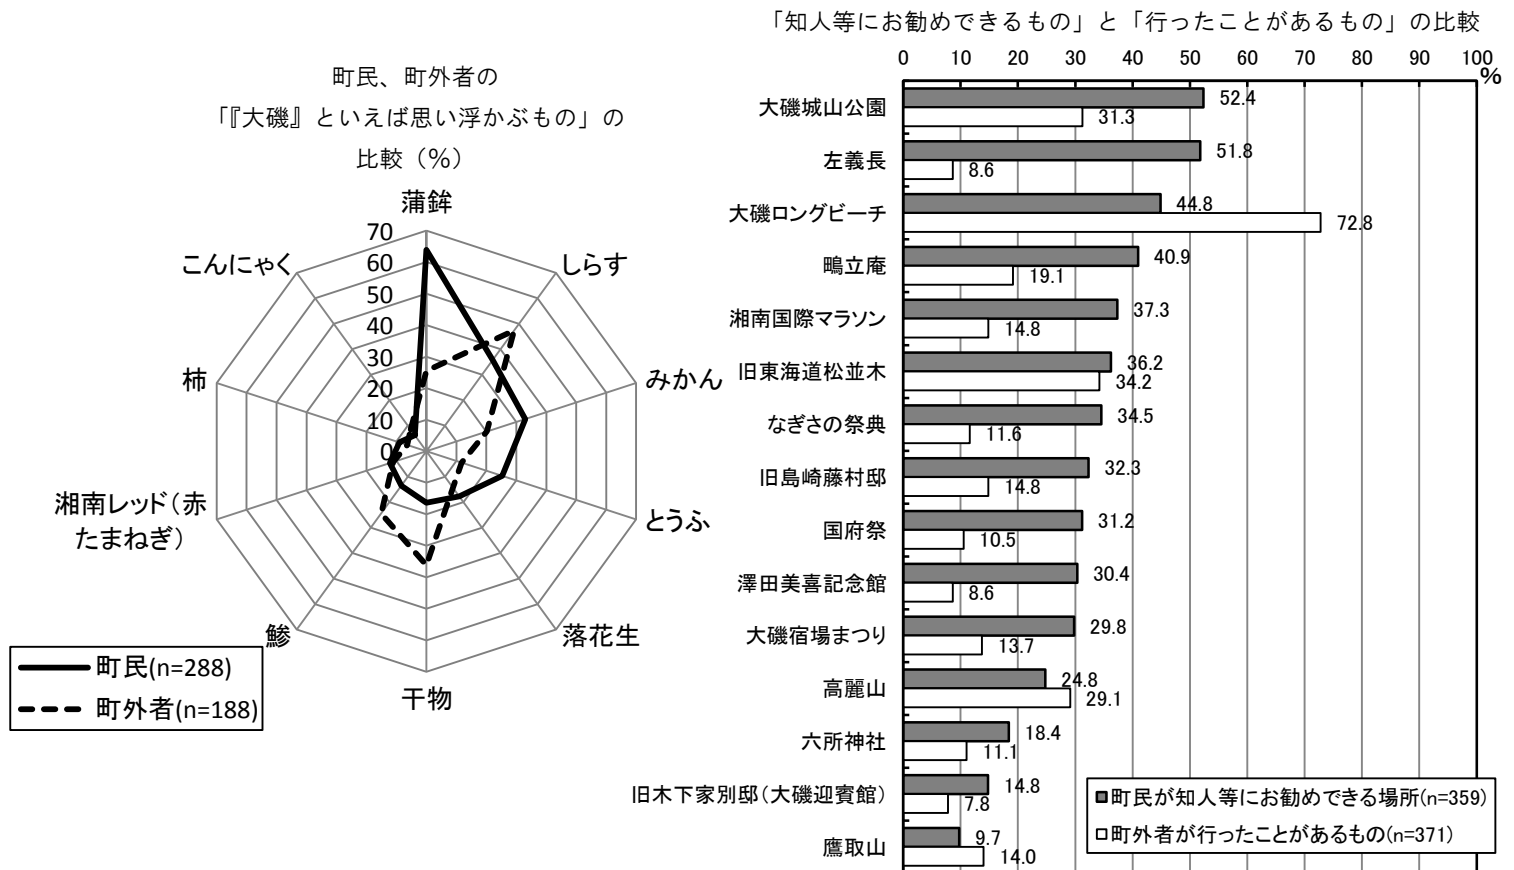 町民、町外者の
「『大磯』といえば思い浮かぶもの」の
比較（%）
蒲鉾
しらす
みかん
とうふ
落花生
干物
鯵
湘南レッド（赤
たまねぎ）
柿
こんにゃく
70
60
50
40
30
20
10
0
町民(n=288)
町外者(n=188)
「知人等にお勧めできるもの」と「行ったことがあるもの」の比較
0 10 20 30 40 50 60 70 80 90 100
%
大磯城山公園 52.4
31.3
左義長 51.8
8.6
大磯ロングビーチ 44.8
72.8
鴫立庵 40.9
19.1
湘南国際マラソン 37.3
14.8
旧東海道松並木 36.2
34.2
なぎさの祭典 34.5
11.6
旧島崎藤村邸 32.3
14.8
国府祭 31.2
10.5
澤田美喜記念館 30.4
8.6
大磯宿場まつり 29.8
13.7
高麗山 24.8
29.1
六所神社 18.4
11.1
旧木下家別邸（大磯迎賓館） 14.8
7.8
鷹取山 9.7
14.0
町民が知人等にお勧めできる場所(n=359)
町外者が行ったことがあるもの(n=371)